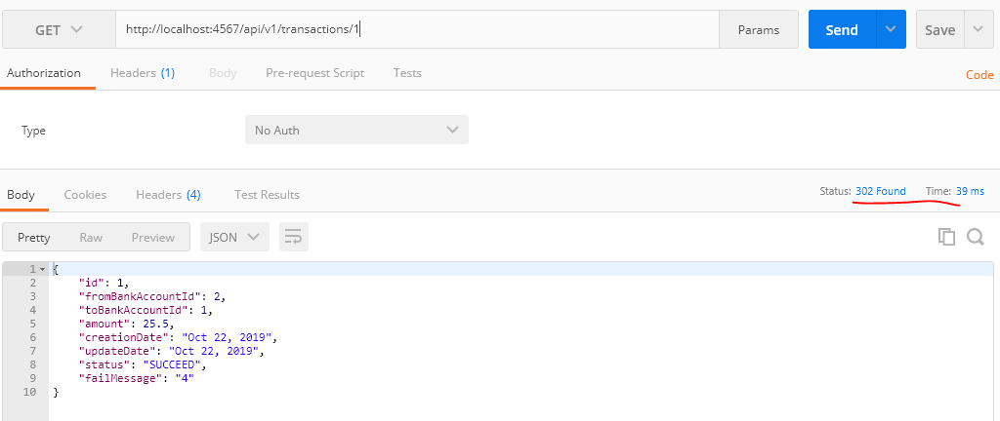 GET http://localhost:4567/api/v1/transactions/1 Params Send Save
Authorization Headers (1) Body Pre-request Script Tests Code
Type No Auth
Body Cookies Headers (4) Test Results Status: 302 Found Time: 39 ms
Pretty Raw Preview JSON
1 {
2 "id": 1,
3 "fromBankAccountId": 2,
4 "toBankAccountId": 1,
5 "amount": 25.5,
6 "creationDate": "Oct 22, 2019",
7 "updateDate": "Oct 22, 2019",
8 "status": "SUCCEED",
9 "failMessage": "4"
10 }